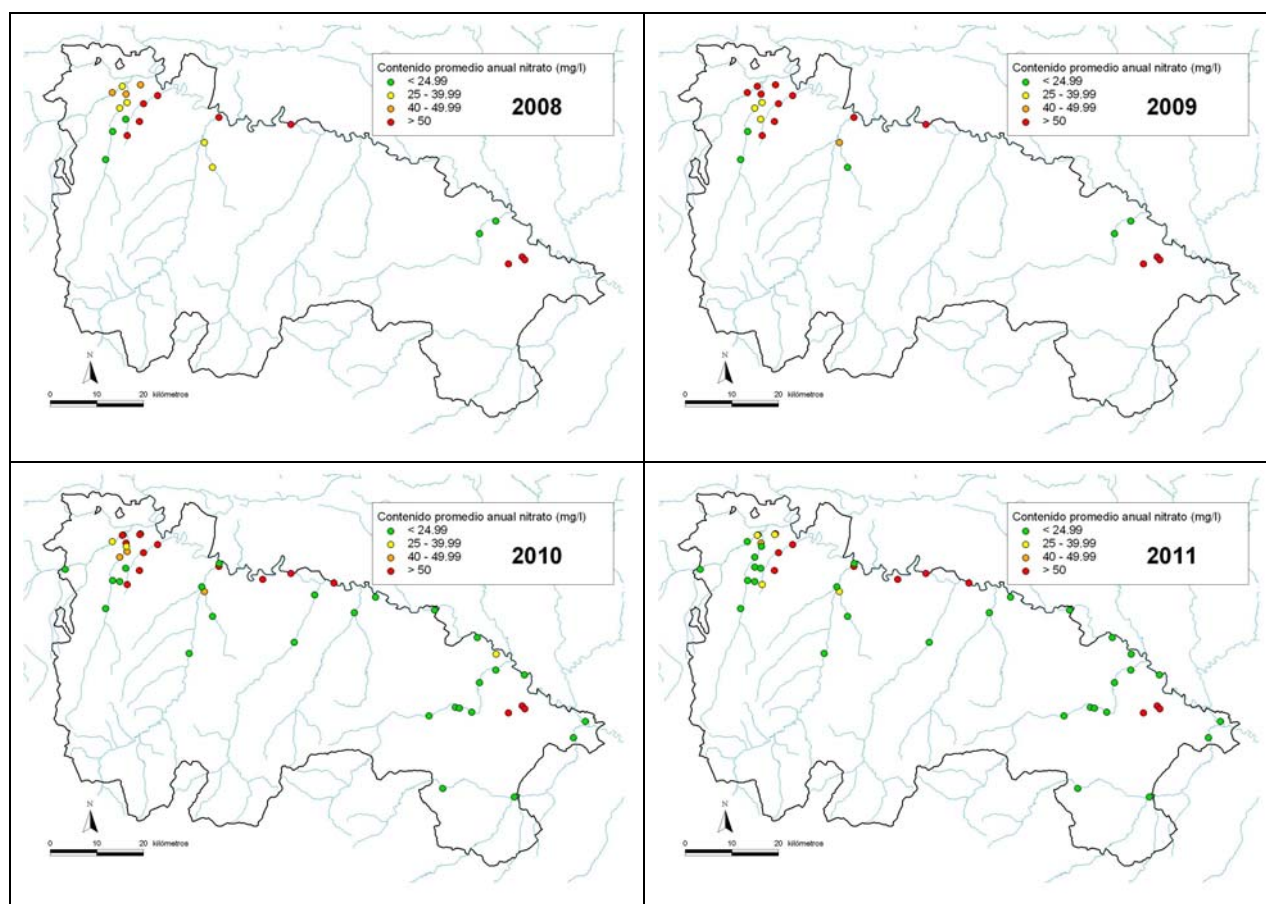 Contenido promedio anual nitrato (mg/l)
< 24.99
25 - 39.99
40 - 49.99
> 50
2008
N
0 10 20 kilómetros
Contenido promedio anual nitrato (mg/l)
< 24.99
25 - 39.99
40 - 49.99
> 50
2009
N
0 10 20 kilómetros
Contenido promedio anual nitrato (mg/l)
< 24.99
25 - 39.99
40 - 49.99
> 50
2010
N
0 10 20 kilómetros
Contenido promedio anual nitrato (mg/l)
< 24.99
25 - 39.99
40 - 49.99
> 50
2011
N
0 10 20 kilómetros